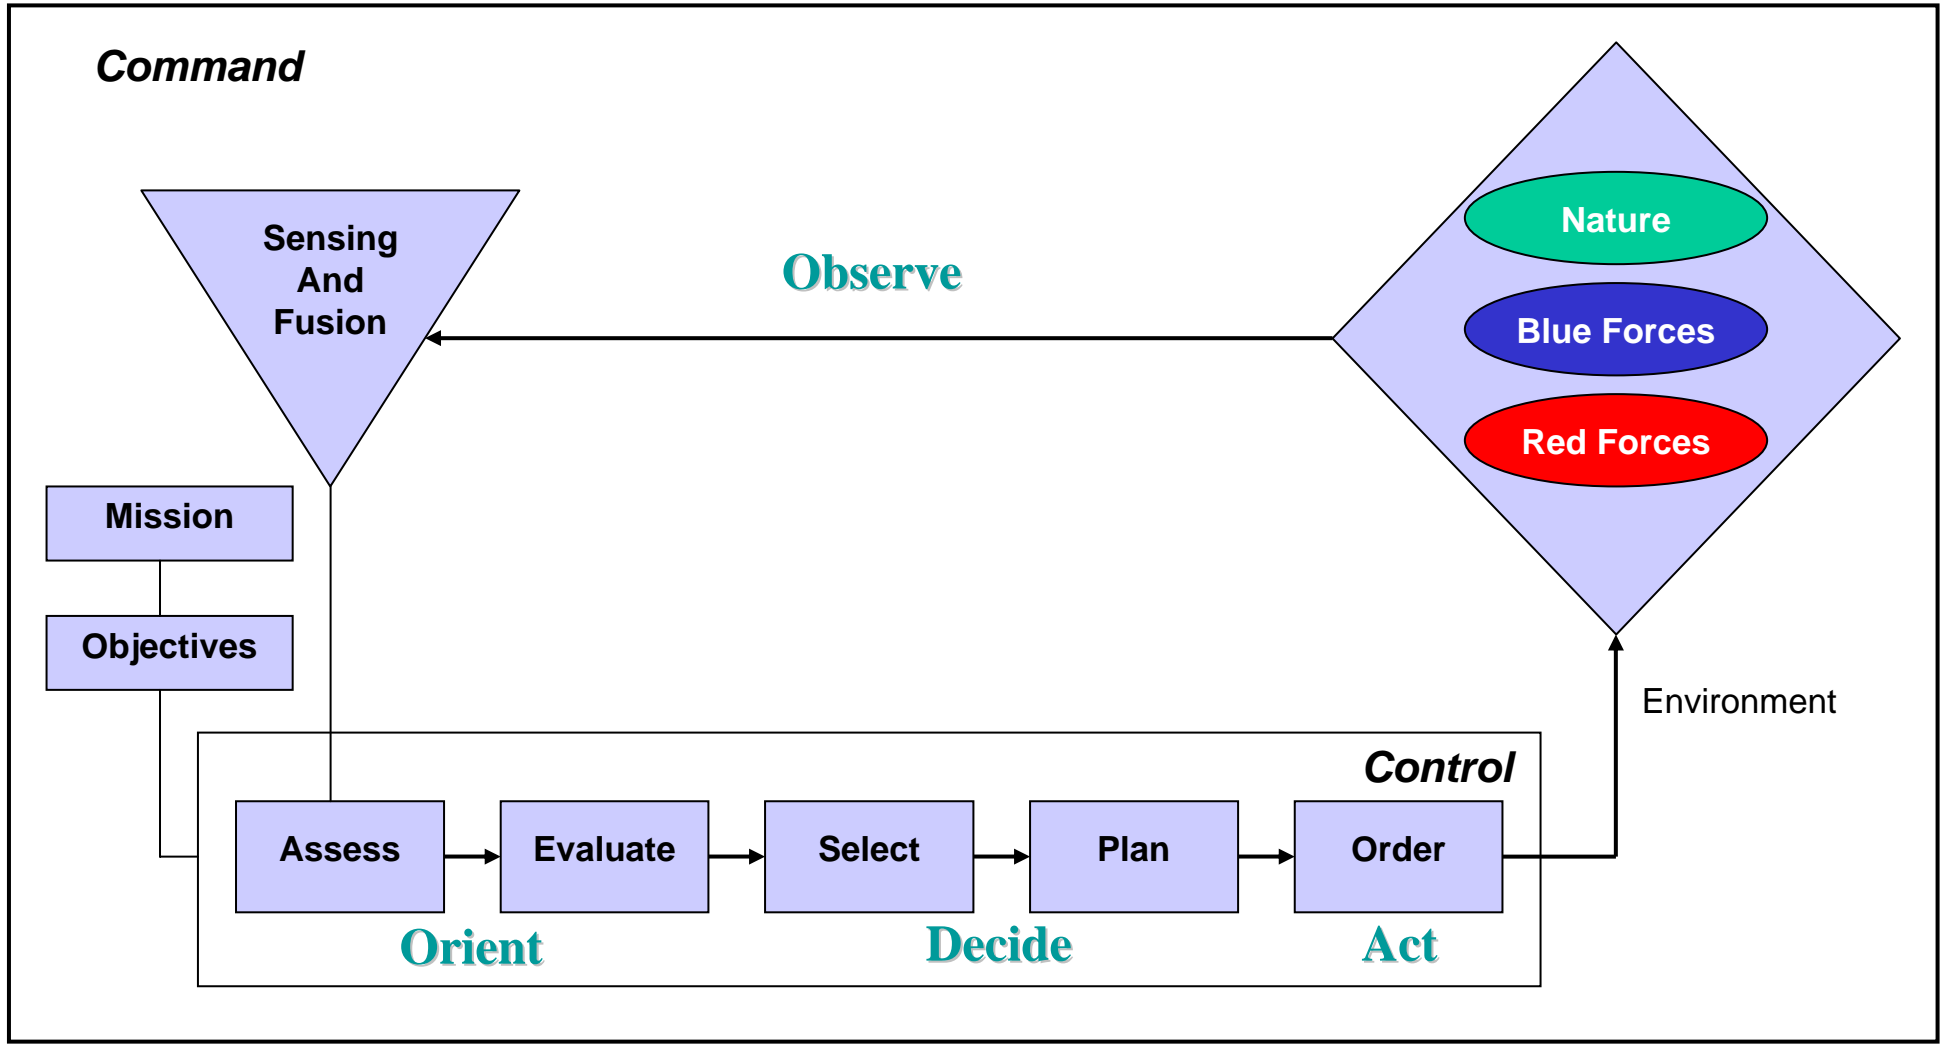 Command
Sensing
And
Fusion
Observe
Nature
Blue Forces
Red Forces
Mission
Objectives
Environment
Control
Assess
Evaluate
Select
Plan
Order
Orient
Decide
Act